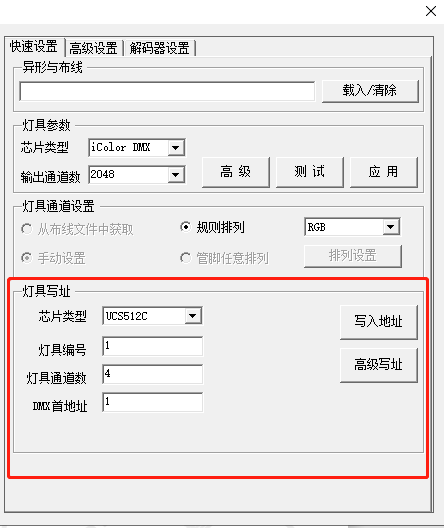 快速设置 高级设置 解码器设置
异形与布线
载入/清除
灯具参数
芯片类型 iColor DMX
输出通道数 2048 高 级 测 试 应 用
灯具通道设置
从布线文件中获取 规则排列 RGB
手动设置 管脚任意排列 排列设置
灯具写址
芯片类型 UCS512C 写入地址
灯具编号 1
高级写址
灯具通道数 4
DMX首地址 1